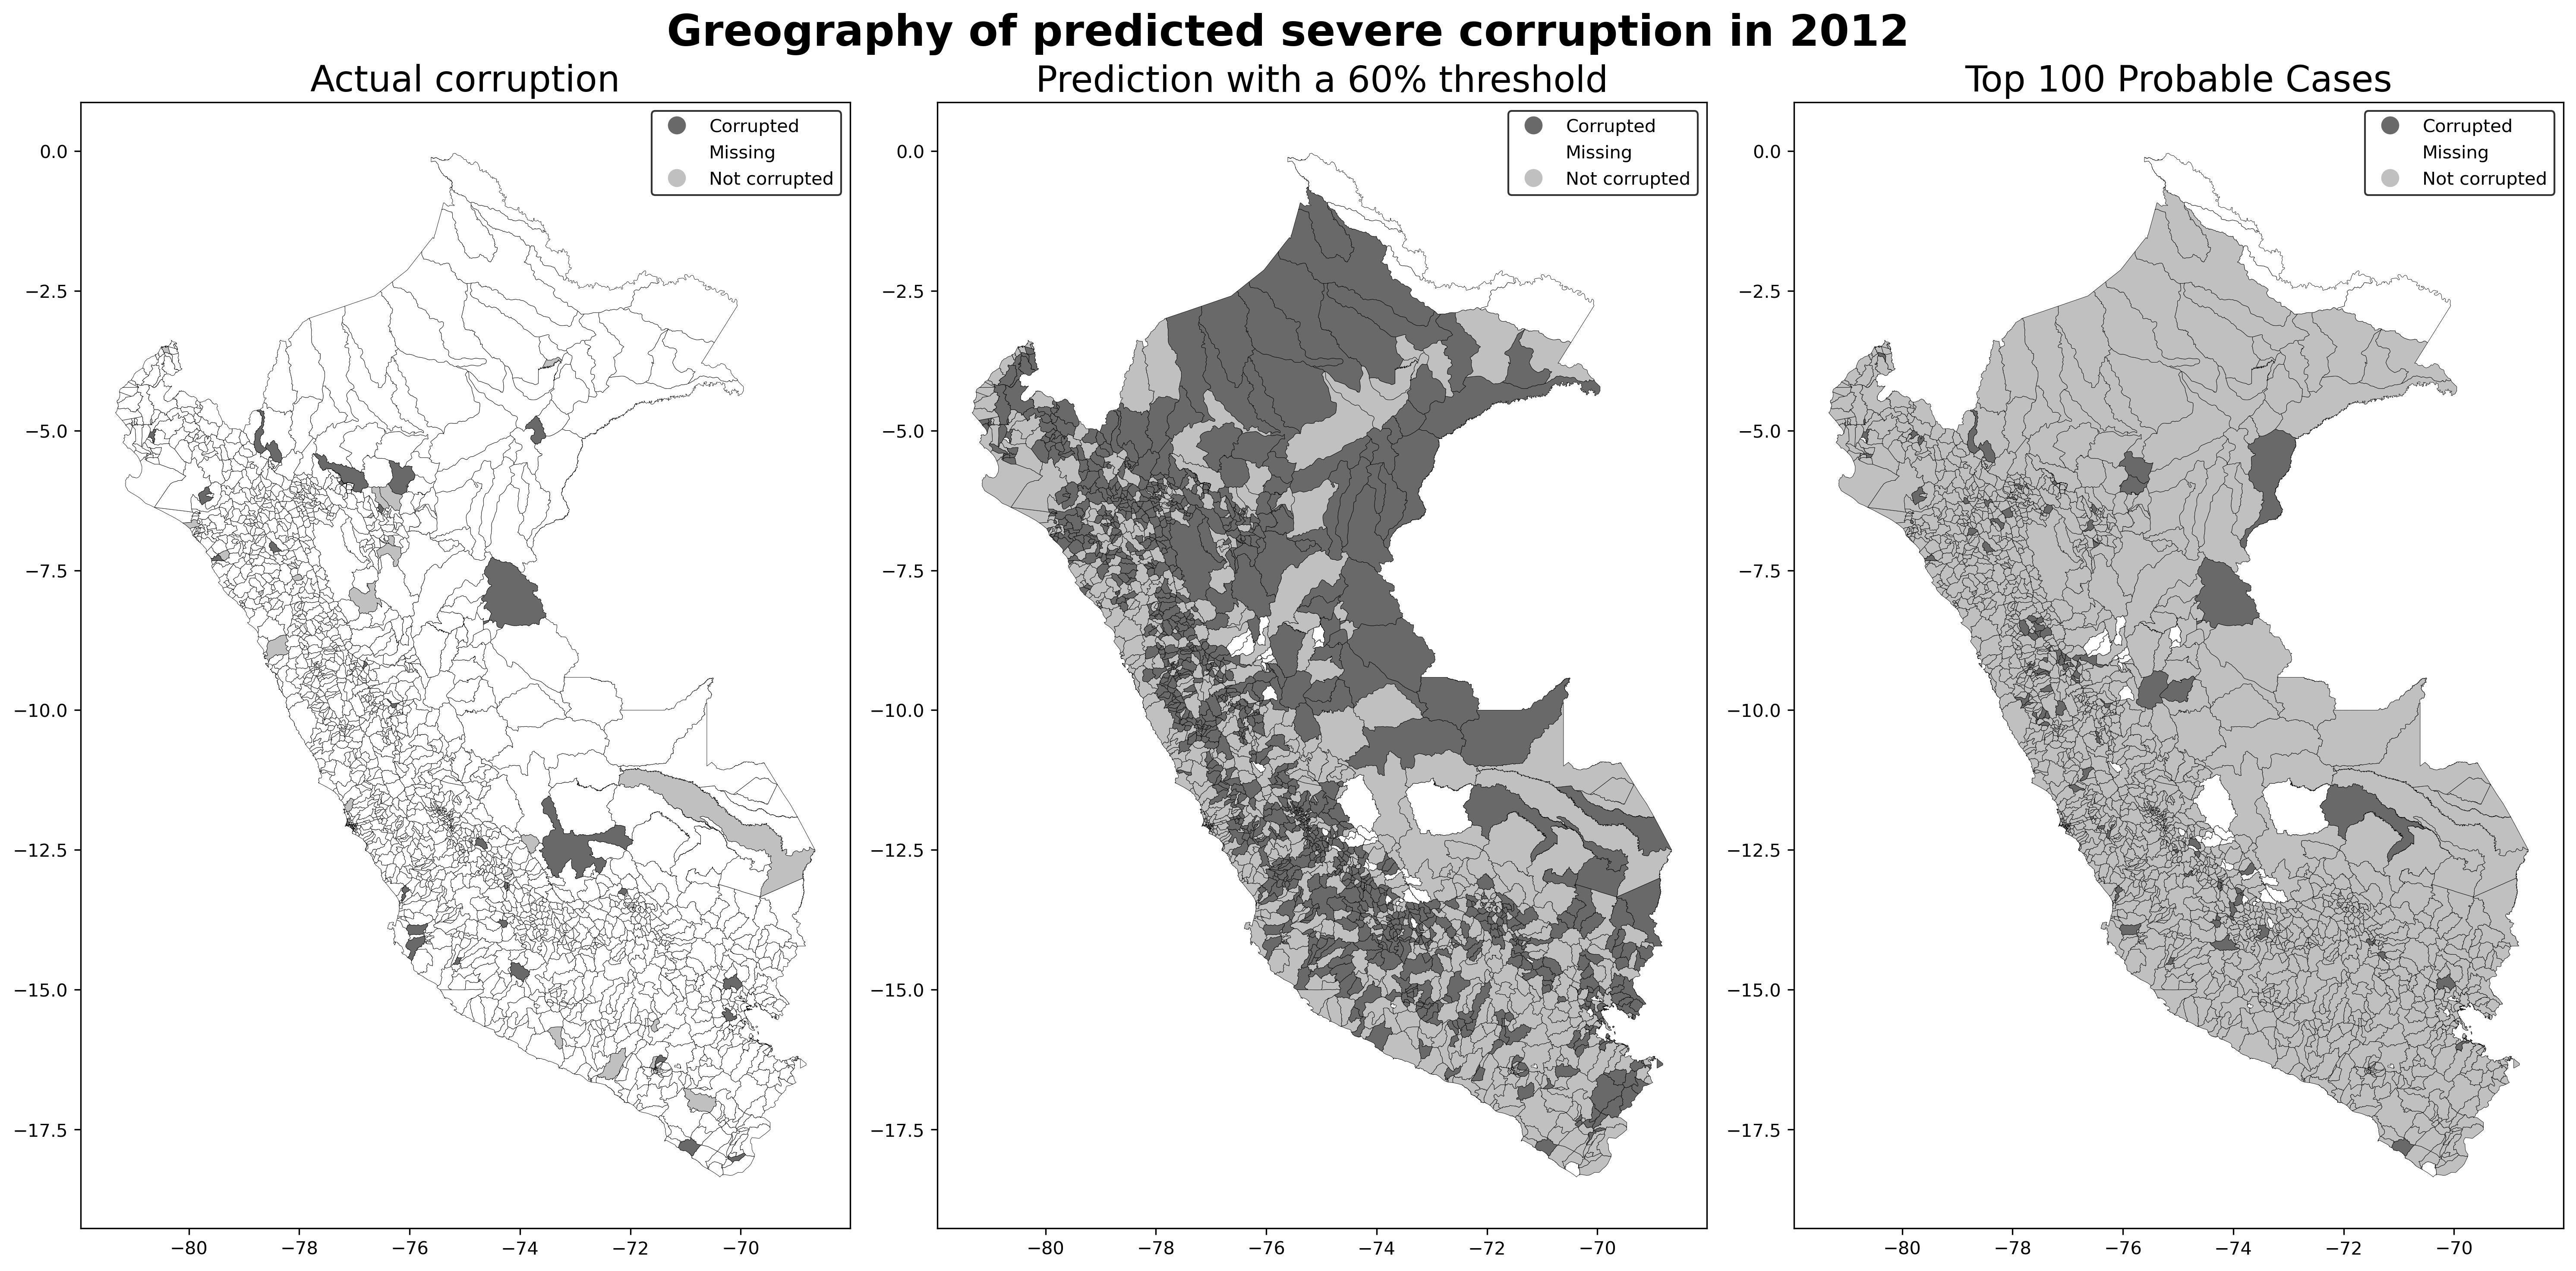 Greography of predicted severe corruption in 2012
Actual corruption
Corrupted
Missing
Not corrupted
0.0
−2.5
−5.0
−7.5
−10.0
−12.5
−15.0
−17.5
−80 −78 −76 −74 −72 −70
Prediction with a 60% threshold
Corrupted
Missing
Not corrupted
0.0
−2.5
−5.0
−7.5
−10.0
−12.5
−15.0
−17.5
−80 −78 −76 −74 −72 −70
Top 100 Probable Cases
Corrupted
Missing
Not corrupted
0.0
−2.5
−5.0
−7.5
−10.0
−12.5
−15.0
−17.5
−80 −78 −76 −74 −72 −70